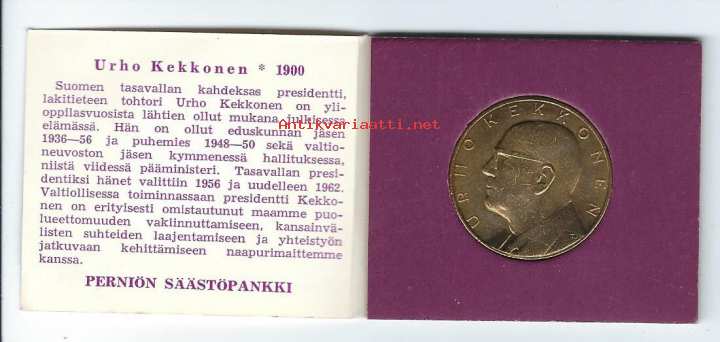 Urho Kekkonen * 1900
Suomen tasavallan kahdeksas presidentti,
lakitieteen tohtori Urho Kekkonen on yli-
oppilasvuosista lähtien ollut mukana julkisessa
elämässä. Hän on ollut eduskunnan jäsen
1936—56 ja puhemies 1948—50 sekä valtio-
neuvoston jäsen kymmenessä hallituksessa,
niistä viidessä pääministeri. Tasavallan presi-
dentiksi hänet valittiin 1956 ja uudelleen 1962.
Valtiollisessa toiminnassaan presidentti Kekko-
nen on erityisesti omistautunut maamme puo-
lueettomuuden vakiinnuttamiseen, kansainvä-
listen suhteiden laajentamiseen ja yhteistyön
jatkuvaan kehittämiseen naapurimaittemme
kanssa.
PERNIÖN SÄÄSTÖPANKKI
Antikvariaatti.net
URHO KEKKONEN